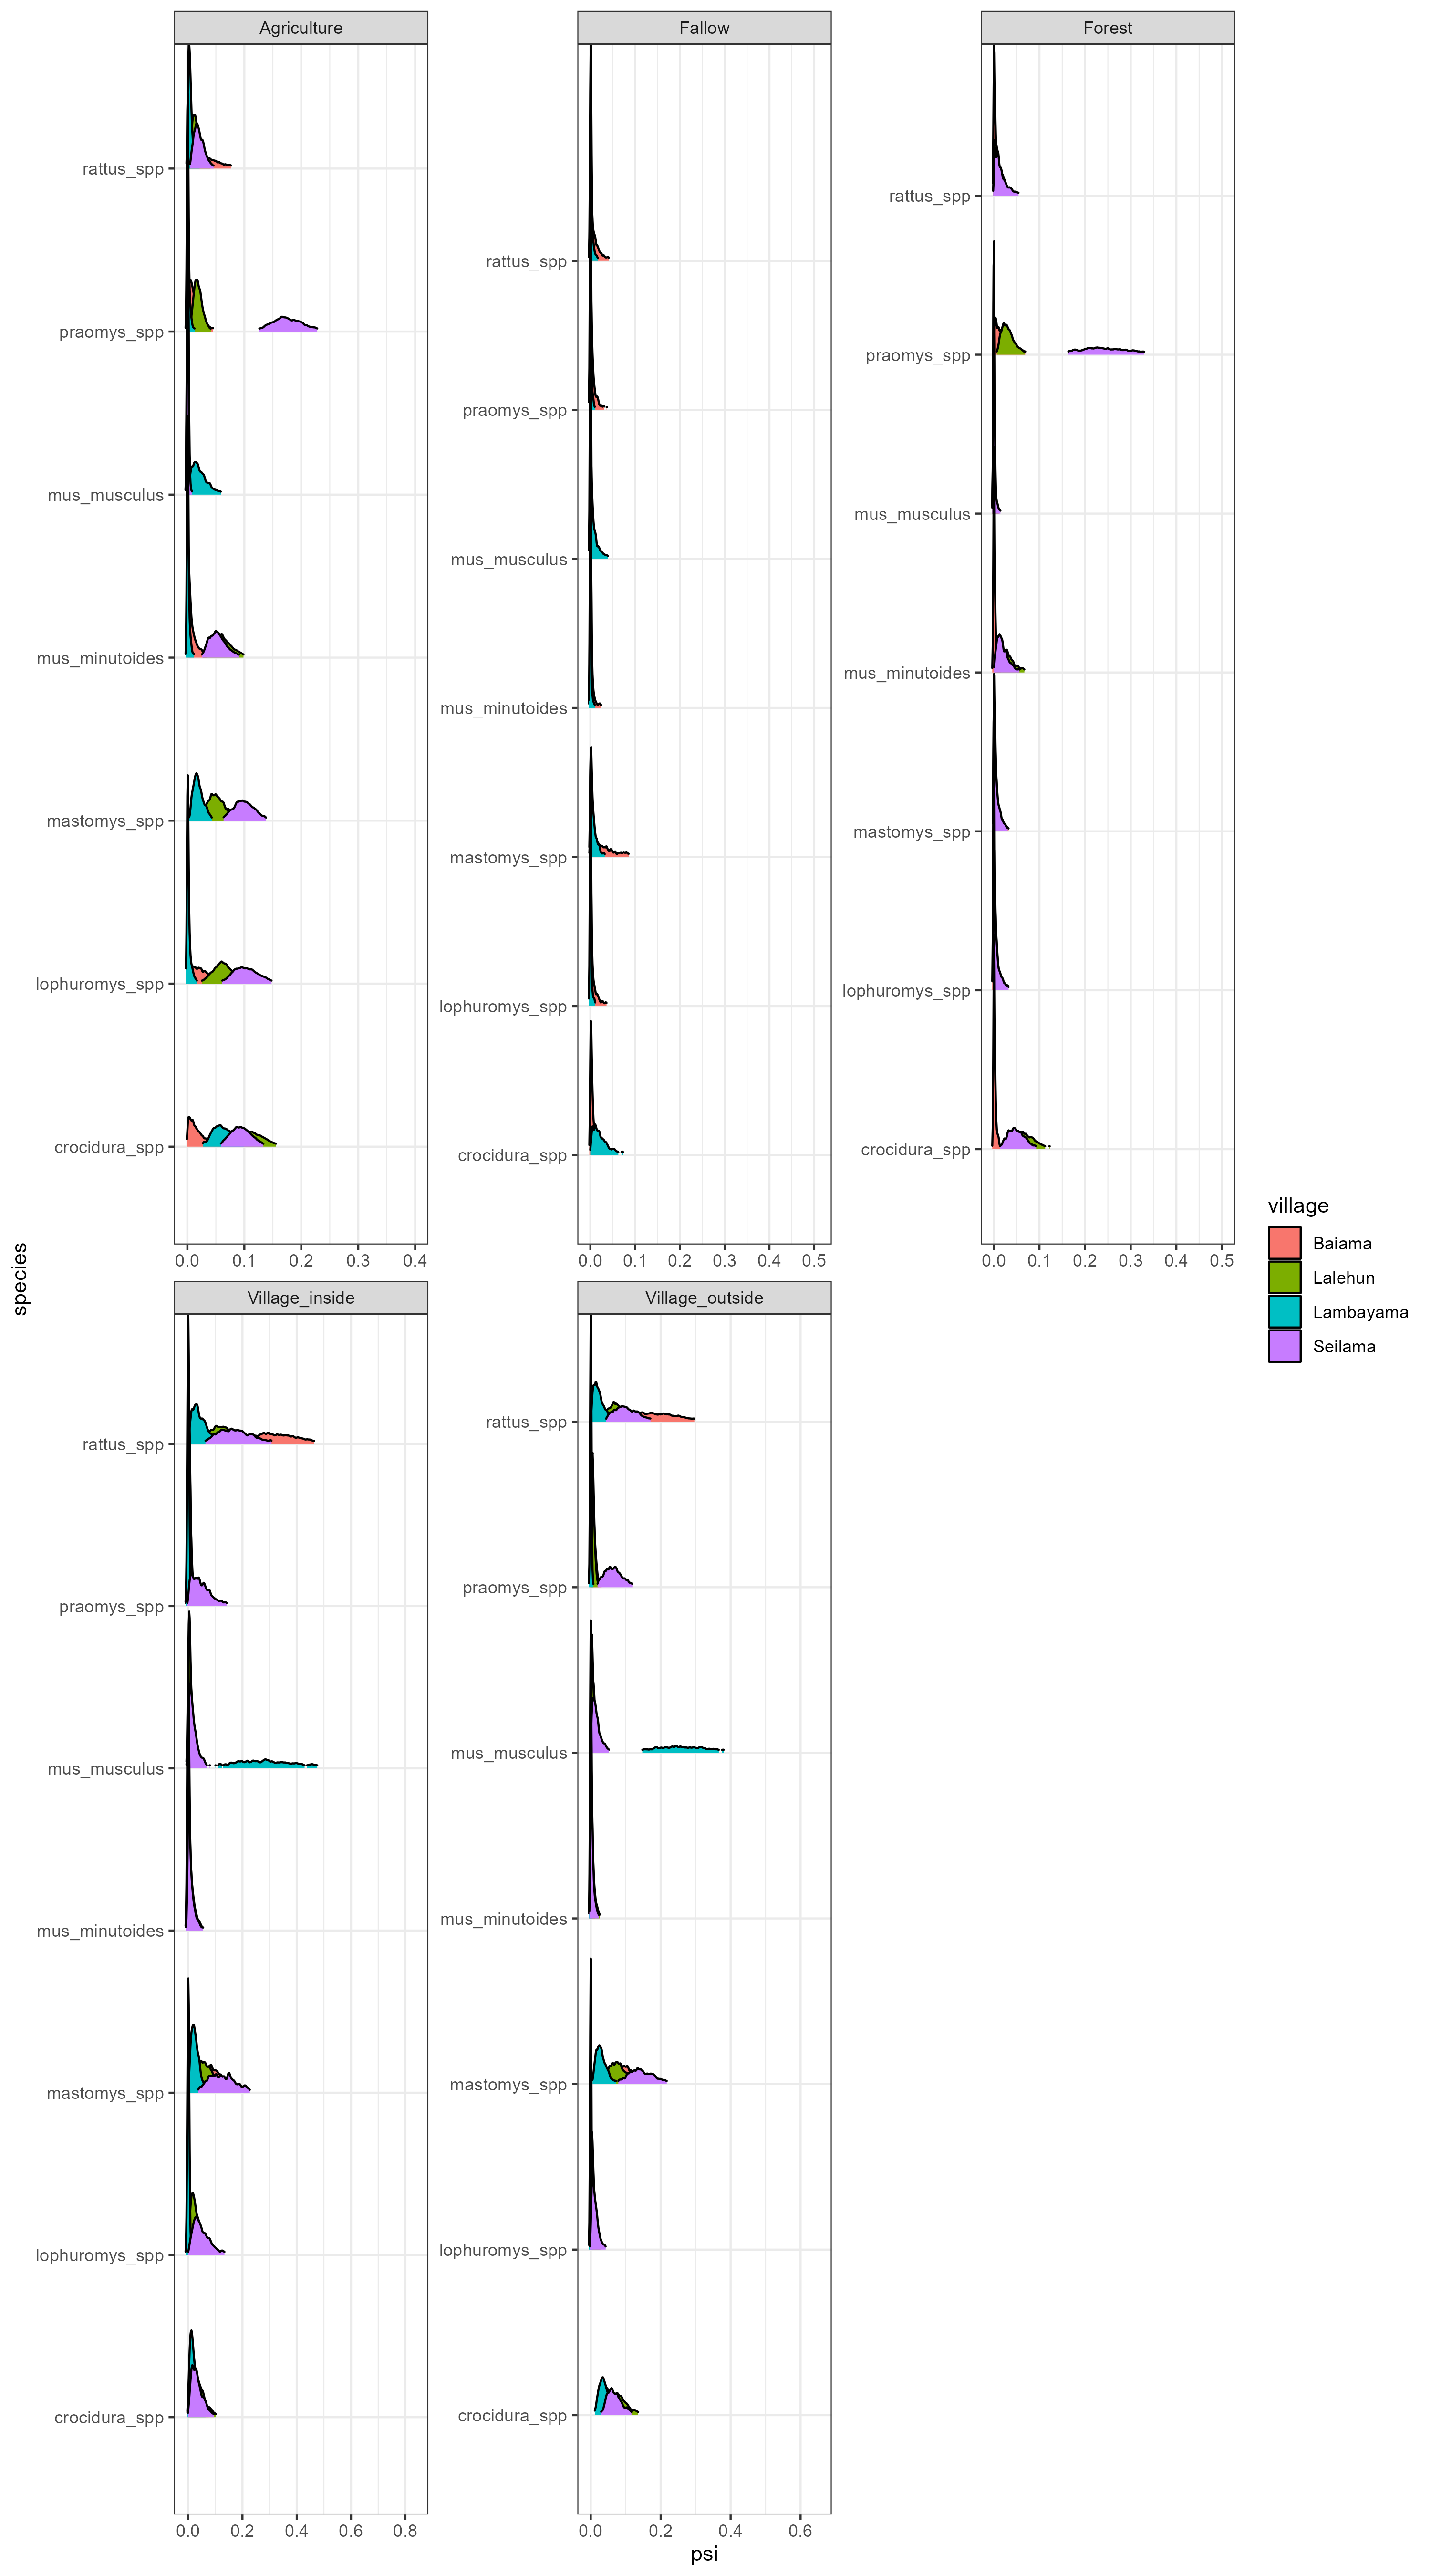 Agriculture
Fallow
Forest
rattus_spp
praomys_spp
mus_musculus
mus_minutoides
mastomys_spp
lophuromys_spp
crocidura_spp
0.0 0.1 0.2 0.3 0.4
rattus_spp
praomys_spp
mus_musculus
mus_minutoides
mastomys_spp
lophuromys_spp
crocidura_spp
0.0 0.1 0.2 0.3 0.4 0.5
rattus_spp
praomys_spp
mus_musculus
mus_minutoides
mastomys_spp
lophuromys_spp
crocidura_spp
0.0 0.1 0.2 0.3 0.4 0.5
species
Village_inside
Village_outside
rattus_spp
praomys_spp
mus_musculus
mus_minutoides
mastomys_spp
lophuromys_spp
crocidura_spp
0.0 0.2 0.4 0.6 0.8
rattus_spp
praomys_spp
mus_musculus
mus_minutoides
mastomys_spp
lophuromys_spp
crocidura_spp
0.0 0.2 0.4 0.6
psi
village
Baiama
Lalehun
Lambayama
Seilama